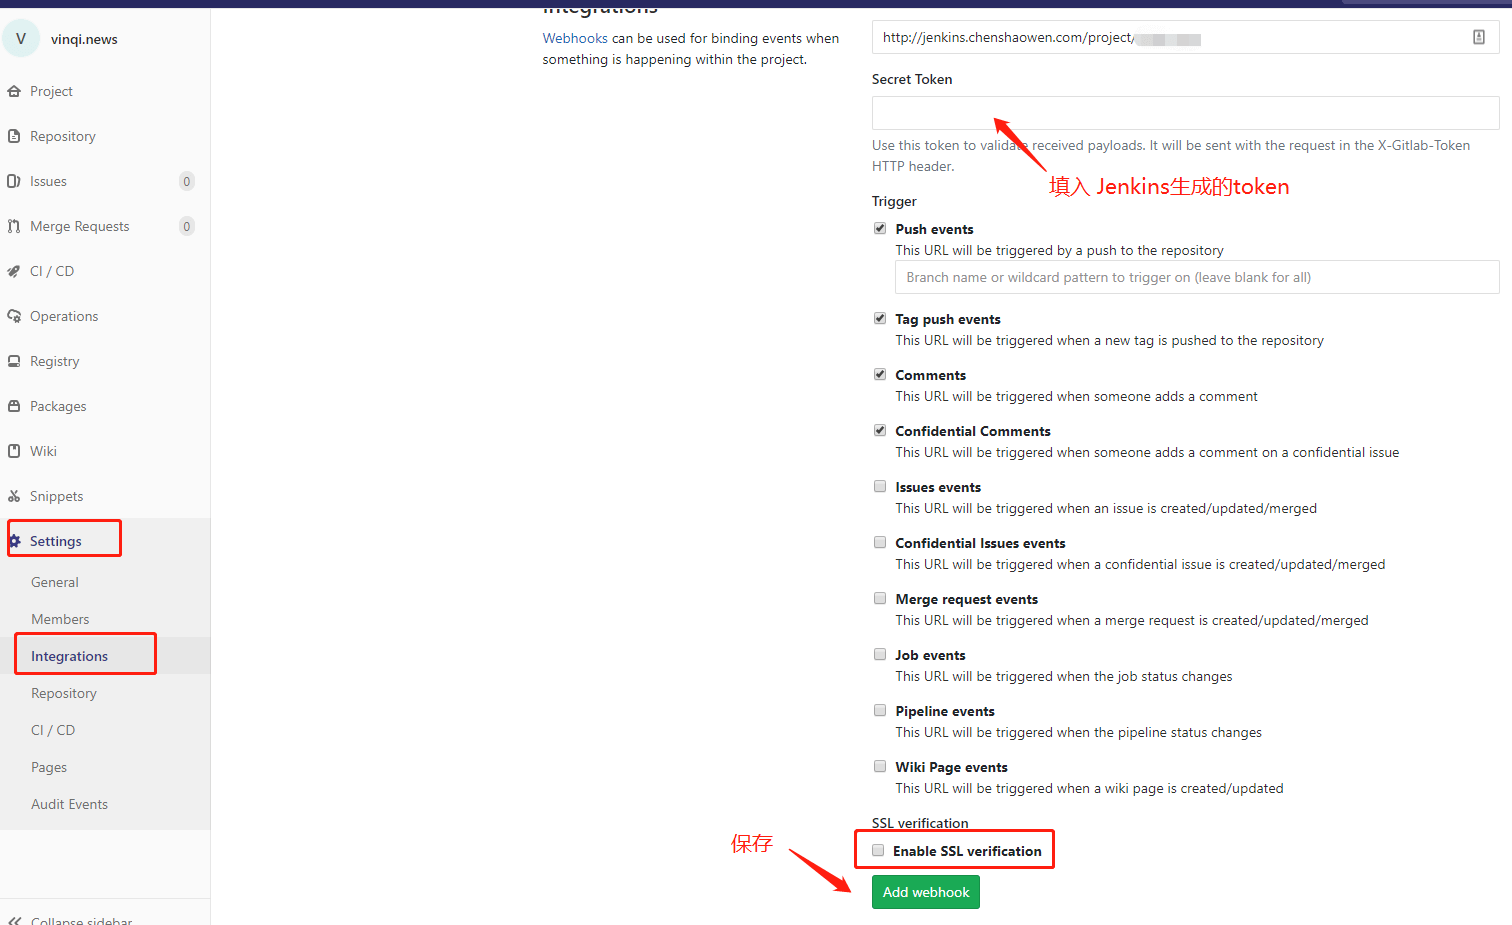 V vinqi.news
Project
Repository
Issues 0
Merge Requests 0
CI / CD
Operations
Registry
Packages
Wiki
Snippets
Settings
General
Members
Integrations
Repository
CI / CD
Pages
Audit Events
Collapse sidebar
Integrations
Webhooks can be used for binding events when
something is happening within the project.
http://jenkins.chenshaowen.com/project/
Secret Token
Use this token to validate received payloads. It will be sent with the request in the X-Gitlab-Token
HTTP header.
填入 Jenkins生成的token
Trigger
Push events
This URL will be triggered by a push to the repository
Branch name or wildcard pattern to trigger on (leave blank for all)
Tag push events
This URL will be triggered when a new tag is pushed to the repository
Comments
This URL will be triggered when someone adds a comment
Confidential Comments
This URL will be triggered when someone adds a comment on a confidential issue
Issues events
This URL will be triggered when an issue is created/updated/merged
Confidential Issues events
This URL will be triggered when a confidential issue is created/updated/merged
Merge request events
This URL will be triggered when a merge request is created/updated/merged
Job events
This URL will be triggered when the job status changes
Pipeline events
This URL will be triggered when the pipeline status changes
Wiki Page events
This URL will be triggered when a wiki page is created/updated
SSL verification
保存
Enable SSL verification
Add webhook